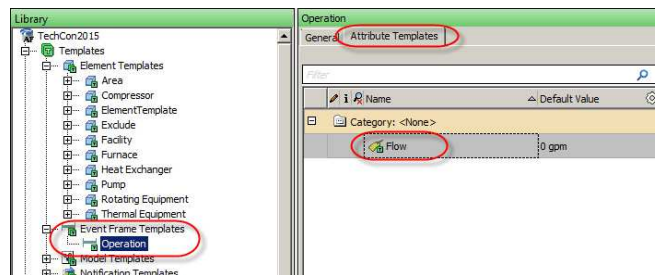 Library
TechCon2015
Templates
Element Templates
Area
Compressor
ElementTemplate
Exclude
Facility
Furnace
Heat Exchanger
Pump
Rotating Equipment
Thermal Equipment
Event Frame Templates
Operation
Model Templates
Notification Templates
Operation
General Attribute Templates
Filter
Name Default Value
Category: <None>
Flow 0 gpm